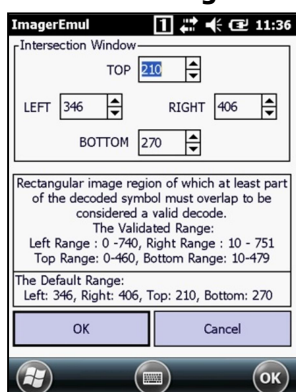 ImagerEmul 1 11:36
Intersection Window
TOP 210
LEFT 346 RIGHT 406
BOTTOM 270
Rectangular image region of which at least part
of the decoded symbol must overlap to be
considered a valid decode.
The Validated Range:
Left Range : 0 -740, Right Range : 10 - 751
Top Range: 0-460, Bottom Range: 10-479
The Default Range:
Left: 346, Right: 406, Top: 210, Bottom: 270
OK Cancel
OK